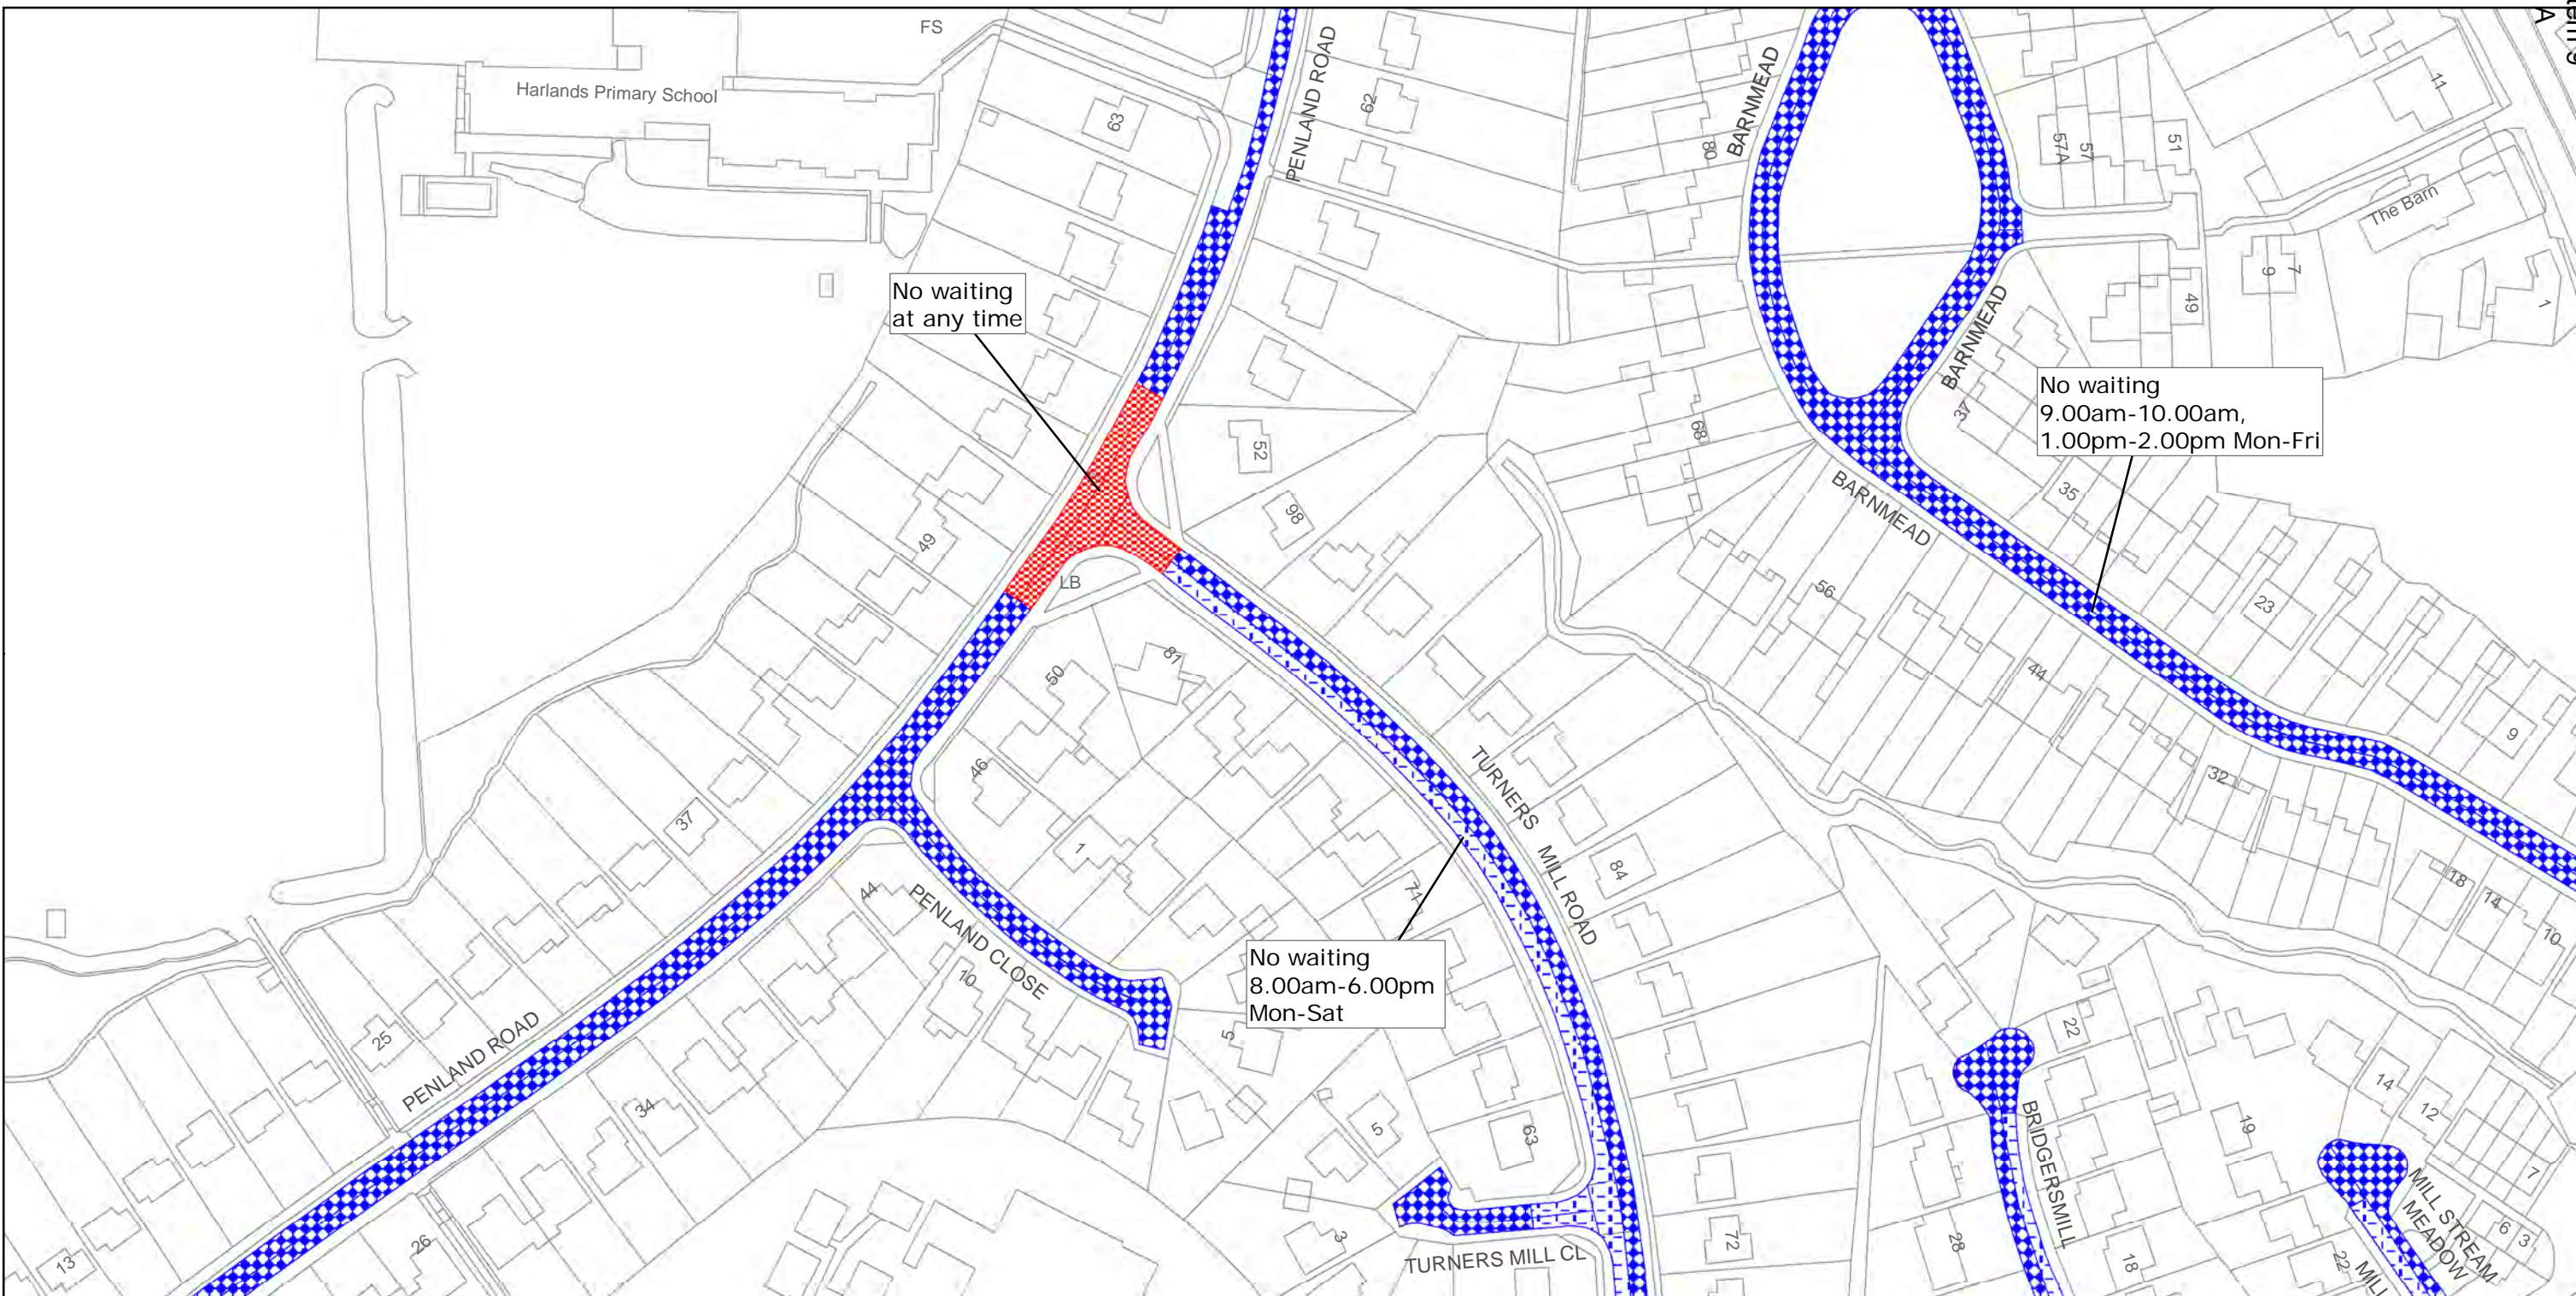 FS
Harlands Primary School
63
62
PENLAND ROAD
80
BARNMEAD
57A
57
51
11
The Barn
9
7
1
49
No waiting
at any time
BARNMEAD
37
No waiting
9.00am-10.00am,
1.00pm-2.00pm Mon-Fri
52
68
35
BARNMEAD
98
49
LB
56
23
81
50
44
9
46
TURNERS
MILL ROAD
32
37
1
84
71
18
14
10
44
PENLAND CLOSE
10
No waiting
8.00am-6.00pm
Mon-Sat
25
PENLAND ROAD
5
22
14
12
34
5
63
BRIDGERSMILL
19
7
MILL STREAM
MEADOW
6
3
13
26
3
TURNERS MILL CL
72
28
18
22
MILL